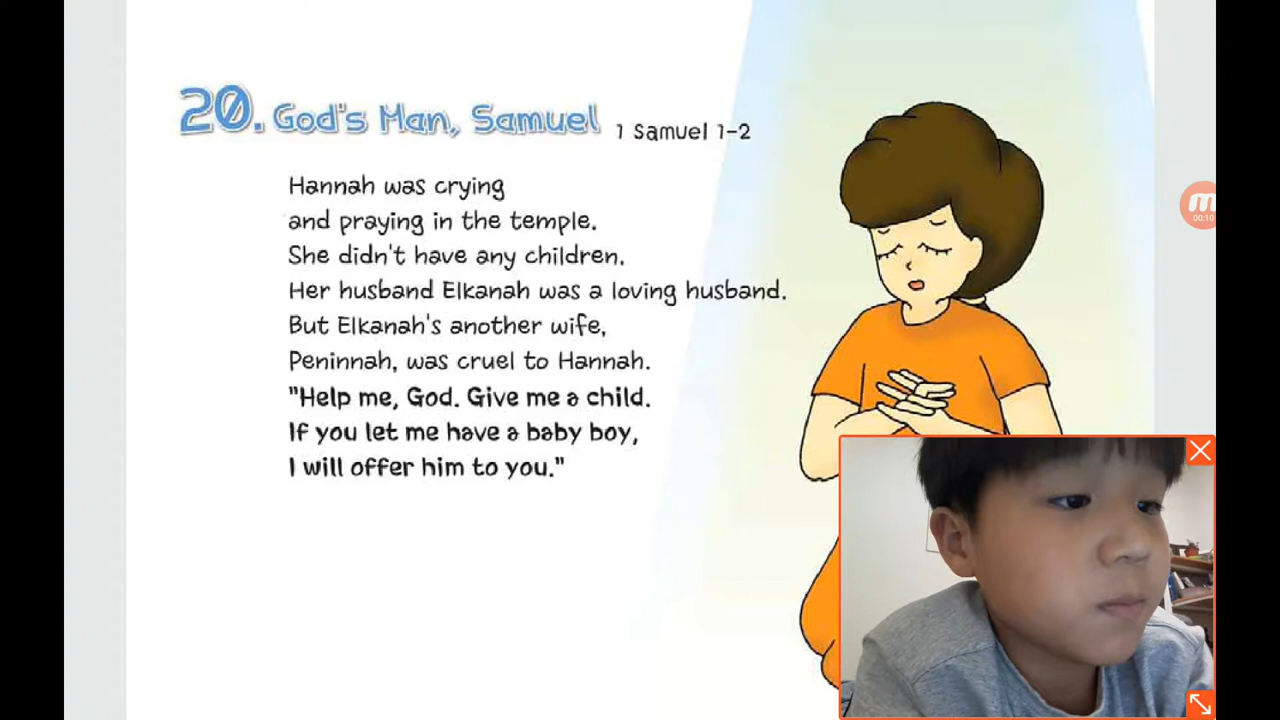 20. God's Man, Samuel 1 Samuel 1-2
Hannah was crying
and praying in the temple.
She didn't have any children.
Her husband Elkanah was a loving husband.
But Elkanah's another wife,
Peninnah, was cruel to Hannah.
"Help me, God. Give me a child.
If you let me have a baby boy,
I will offer him to you."
M
00:10